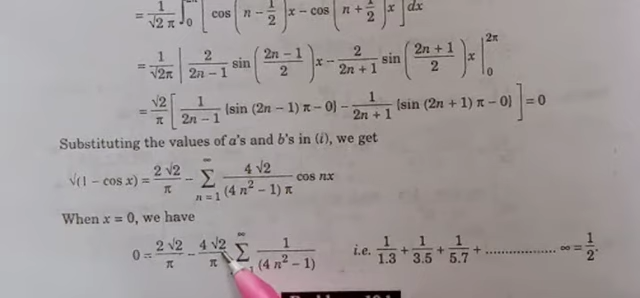 = 1/√2 π ∫0 [ cos ( n − 1/2 ) x − cos ( n + 1/2 ) x ] dx
= 1/√2π | 2/2n − 1 sin ( 2n − 1/2 ) x − 2/2n + 1 sin ( 2n + 1/2 ) x |0 2π
= √2/π [ 1/2n − 1 {sin (2n − 1) π − 0} − 1/2n + 1 {sin (2n + 1) π − 0} ] = 0
Substituting the values of a's and b's in (i), we get
√(1 − cos x) = 2 √2/π − ∞ Σ n = 1 4 √2/(4 n² − 1) π cos nx
When x = 0, we have
0 = 2 √2/π − 4 √2/π ∞ Σ 1/(4 n² − 1) i.e. 1/1.3 + 1/3.5 + 1/5.7 + ................. ∞ = 1/2.